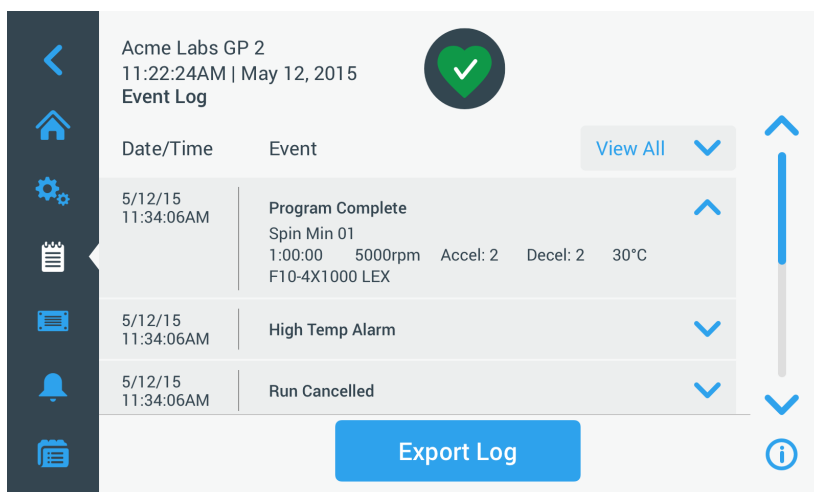 Acme Labs GP 2
11:22:24AM | May 12, 2015
Event Log
Date/Time Event View All
5/12/15
11:34:06AM
Program Complete
Spin Min 01
1:00:00 5000rpm Accel: 2 Decel: 2 30°C
F10-4X1000 LEX
5/12/15
11:34:06AM
High Temp Alarm
5/12/15
11:34:06AM
Run Cancelled
Export Log